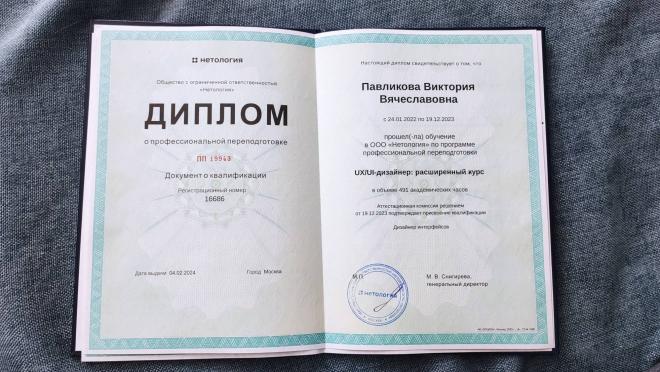 нетология
Общество с ограниченной ответственностью
«Нетология»
ДИПЛОМ
о профессиональной переподготовке
ПП 19943
Документ о квалификации
Регистрационный номер
16686
Дата выдачи 04.02.2024 Город Москва
Настоящий диплом свидетельствует о том, что
Павликова Виктория
Вячеславовна
с 24.01.2022 по 19.12.2023
прошел(-ла) обучение
в ООО «Нетология» по программе
профессиональной переподготовки
UX/UI-дизайнер: расширенный курс
в объеме 491 академических часов
Аттестационная комиссия решением
от 19.12.2023 подтверждает присвоение квалификации
Дизайнер интерфейсов
М.П.
нетология
М. В. Снигирева,
генеральный директор